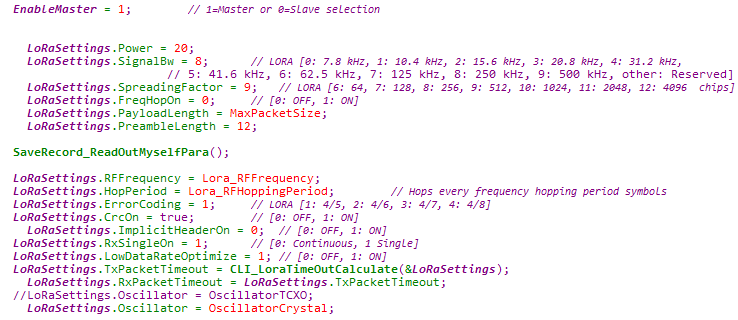 EnableMaster = 1; // 1=Master or 0=Slave selection
LoRaSettings.Power = 20;
LoRaSettings.SignalBw = 8; // LORA [0: 7.8 kHz, 1: 10.4 kHz, 2: 15.6 kHz, 3: 20.8 kHz, 4: 31.2 kHz,
// 5: 41.6 kHz, 6: 62.5 kHz, 7: 125 kHz, 8: 250 kHz, 9: 500 kHz, other: Reserved]
LoRaSettings.SpreadingFactor = 9; // LORA [6: 64, 7: 128, 8: 256, 9: 512, 10: 1024, 11: 2048, 12: 4096 chips]
LoRaSettings.FreqHopOn = 0; // [0: OFF, 1: ON]
LoRaSettings.PayloadLength = MaxPacketSize;
LoRaSettings.PreambleLength = 12;
SaveRecord_ReadOutMyselfPara();
LoRaSettings.RFFrequency = Lora_RFFrequency;
LoRaSettings.HopPeriod = Lora_RFHoppingPeriod; // Hops every frequency hopping period symbols
LoRaSettings.ErrorCoding = 1; // LORA [1: 4/5, 2: 4/6, 3: 4/7, 4: 4/8]
LoRaSettings.CrcOn = true; // [0: OFF, 1: ON]
LoRaSettings.ImplicitHeaderOn = 0; // [0: OFF, 1: ON]
LoRaSettings.RxSingleOn = 1; // [0: Continuous, 1 Single]
LoRaSettings.LowDataRateOptimize = 1; // [0: OFF, 1: ON]
LoRaSettings.TxPacketTimeout = CLI_LoraTimeOutCalculate(&LoRaSettings);
LoRaSettings.RxPacketTimeout = LoRaSettings.TxPacketTimeout;
//LoRaSettings.Oscillator = OscillatorTCXO;
LoRaSettings.Oscillator = OscillatorCrystal;